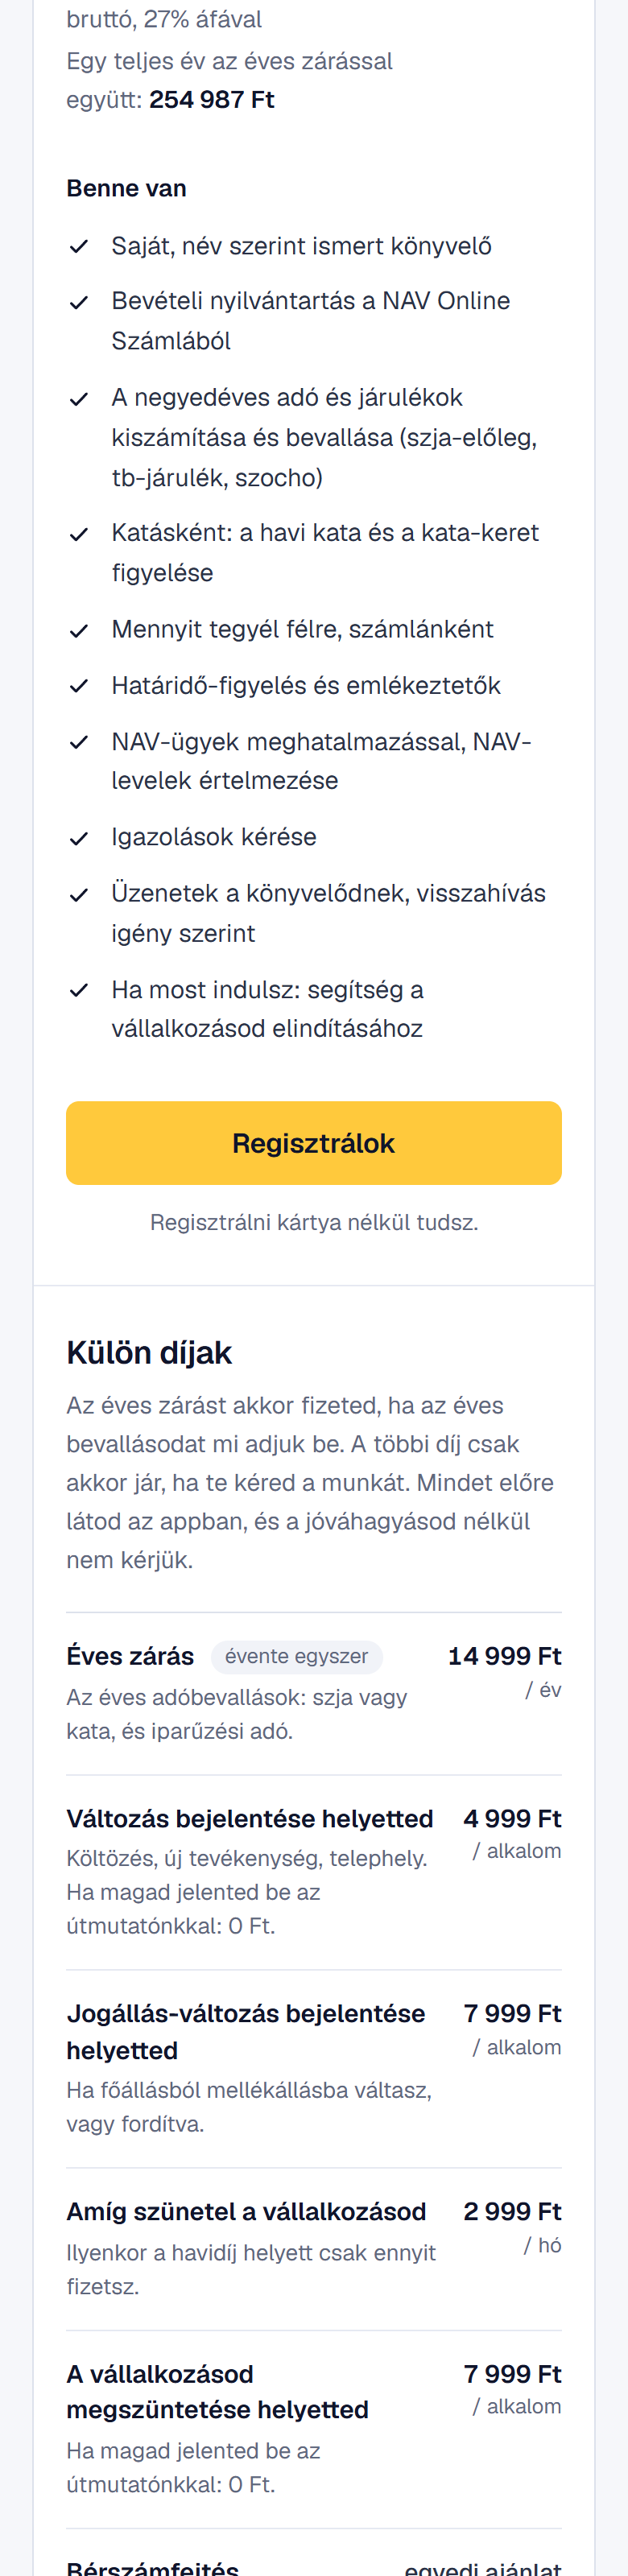 bruttó, 27% áfával
Egy teljes év az éves zárással
együtt: 254 987 Ft
Benne van
Saját, név szerint ismert könyvelő
Bevételi nyilvántartás a NAV Online
Számlából
A negyedéves adó és járulékok
kiszámítása és bevallása (szja-előleg,
tb-járulék, szocho)
Katásként: a havi kata és a kata-keret
figyelése
Mennyit tegyél félre, számlánként
Határidő-figyelés és emlékeztetők
NAV-ügyek meghatalmazással, NAV-
levelek értelmezése
Igazolások kérése
Üzenetek a könyvelődnek, visszahívás
igény szerint
Ha most indulsz: segítség a
vállalkozásod elindításához
Regisztrálok
Regisztrálni kártya nélkül tudsz.
Külön díjak
Az éves zárást akkor fizeted, ha az éves
bevallásodat mi adjuk be. A többi díj csak
akkor jár, ha te kéred a munkát. Mindet előre
látod az appban, és a jóváhagyásod nélkül
nem kérjük.
Éves zárás évente egyszer 14 999 Ft
/ év
Az éves adóbevallások: szja vagy
kata, és iparűzési adó.
Változás bejelentése helyetted 4 999 Ft
/ alkalom
Költözés, új tevékenység, telephely.
Ha magad jelented be az
útmutatónkkal: 0 Ft.
Jogállás-változás bejelentése 7 999 Ft
helyetted / alkalom
Ha főállásból mellékállásba váltasz,
vagy fordítva.
Amíg szünetel a vállalkozásod 2 999 Ft
/ hó
Ilyenkor a havidíj helyett csak ennyit
fizetsz.
A vállalkozásod 7 999 Ft
megszüntetése helyetted / alkalom
Ha magad jelented be az
útmutatónkkal: 0 Ft.
Bérszámfejtés egyedi ajánlat